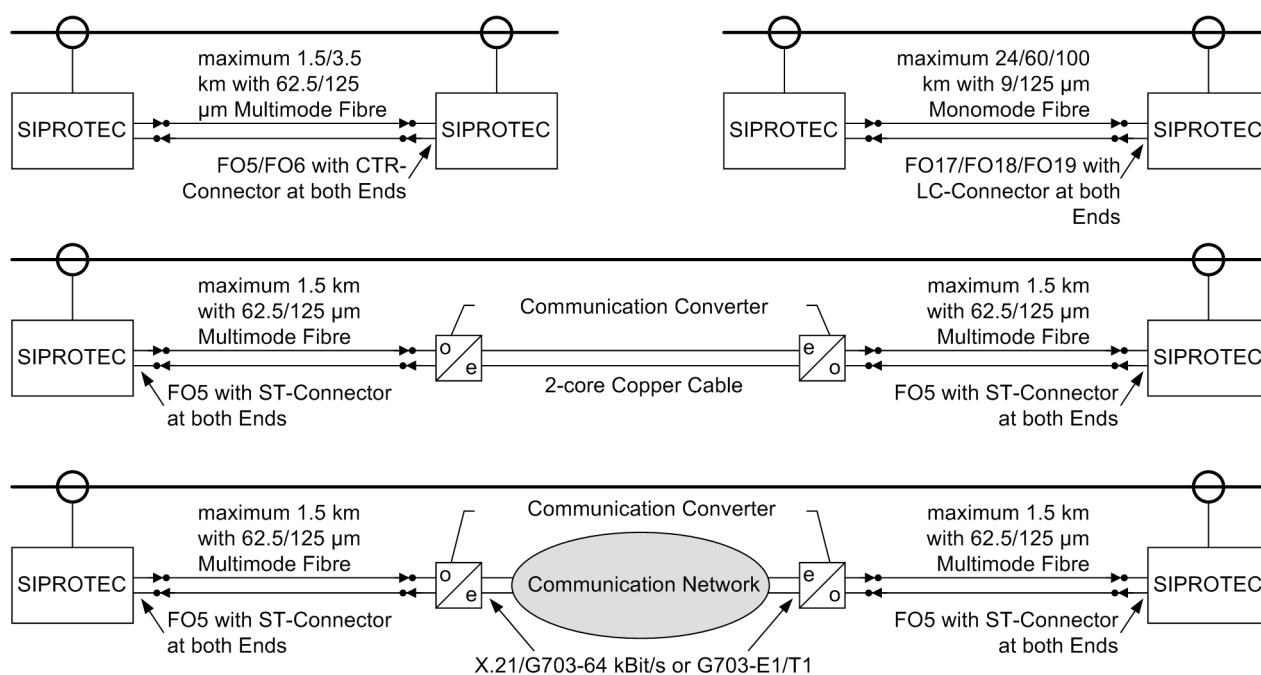 maximum 1.5/3.5
km with 62.5/125
µm Multimode Fibre
SIPROTEC
SIPROTEC
FO5/FO6 with CTR-
Connector at both Ends
maximum 24/60/100
km with 9/125 µm
Monomode Fibre
SIPROTEC
SIPROTEC
FO17/FO18/FO19 with
LC-Connector at both
Ends
maximum 1.5 km
with 62.5/125 µm
Multimode Fibre
SIPROTEC
FO5 with ST-Connector
at both Ends
o
e
Communication Converter
2-core Copper Cable
e
o
maximum 1.5 km
with 62.5/125 µm
Multimode Fibre
SIPROTEC
FO5 with ST-Connector
at both Ends
maximum 1.5 km
with 62.5/125 µm
Multimode Fibre
SIPROTEC
FO5 with ST-Connector
at both Ends
o
e
Communication Converter
Communication Network
X.21/G703-64 kBit/s or G703-E1/T1
e
o
maximum 1.5 km
with 62.5/125 µm
Multimode Fibre
SIPROTEC
FO5 with ST-Connector
at both Ends